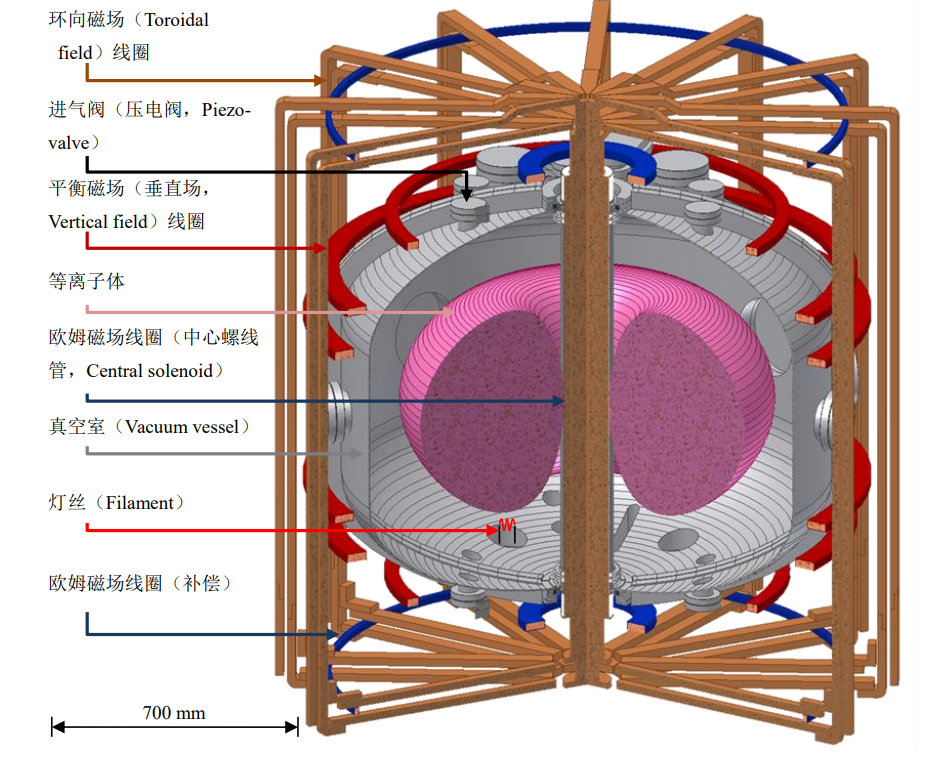 环向磁场（Toroidal
field）线圈
进气阀（压电阀，Piezo-
valve）
平衡磁场（垂直场，
Vertical field）线圈
等离子体
欧姆磁场线圈（中心螺线
管，Central solenoid）
真空室（Vacuum vessel）
灯丝（Filament）
欧姆磁场线圈（补偿）
700 mm